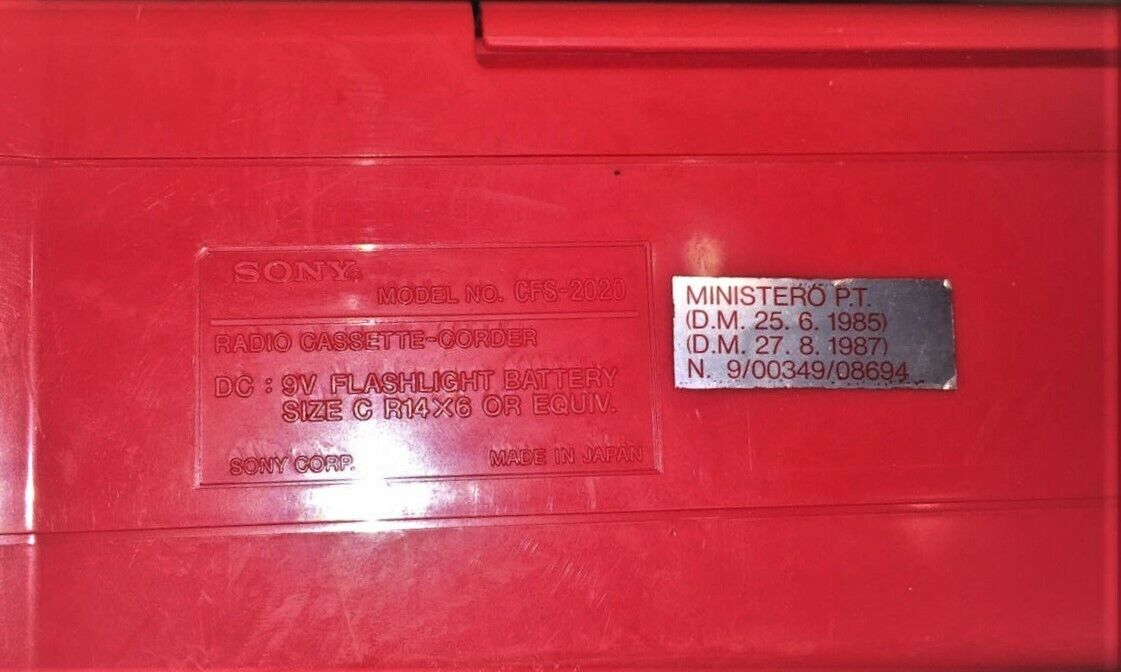 SONY®
MODEL NO. CFS-2020
RADIO CASSETTE-CORDER
DC : 9V FLASHLIGHT BATTERY
SIZE C R14×6 OR EQUIV.
SONY CORP. MADE IN JAPAN
MINISTERO P.T.
(D.M. 25. 6. 1985)
(D.M. 27. 8. 1987)
N. 9/00349/08694